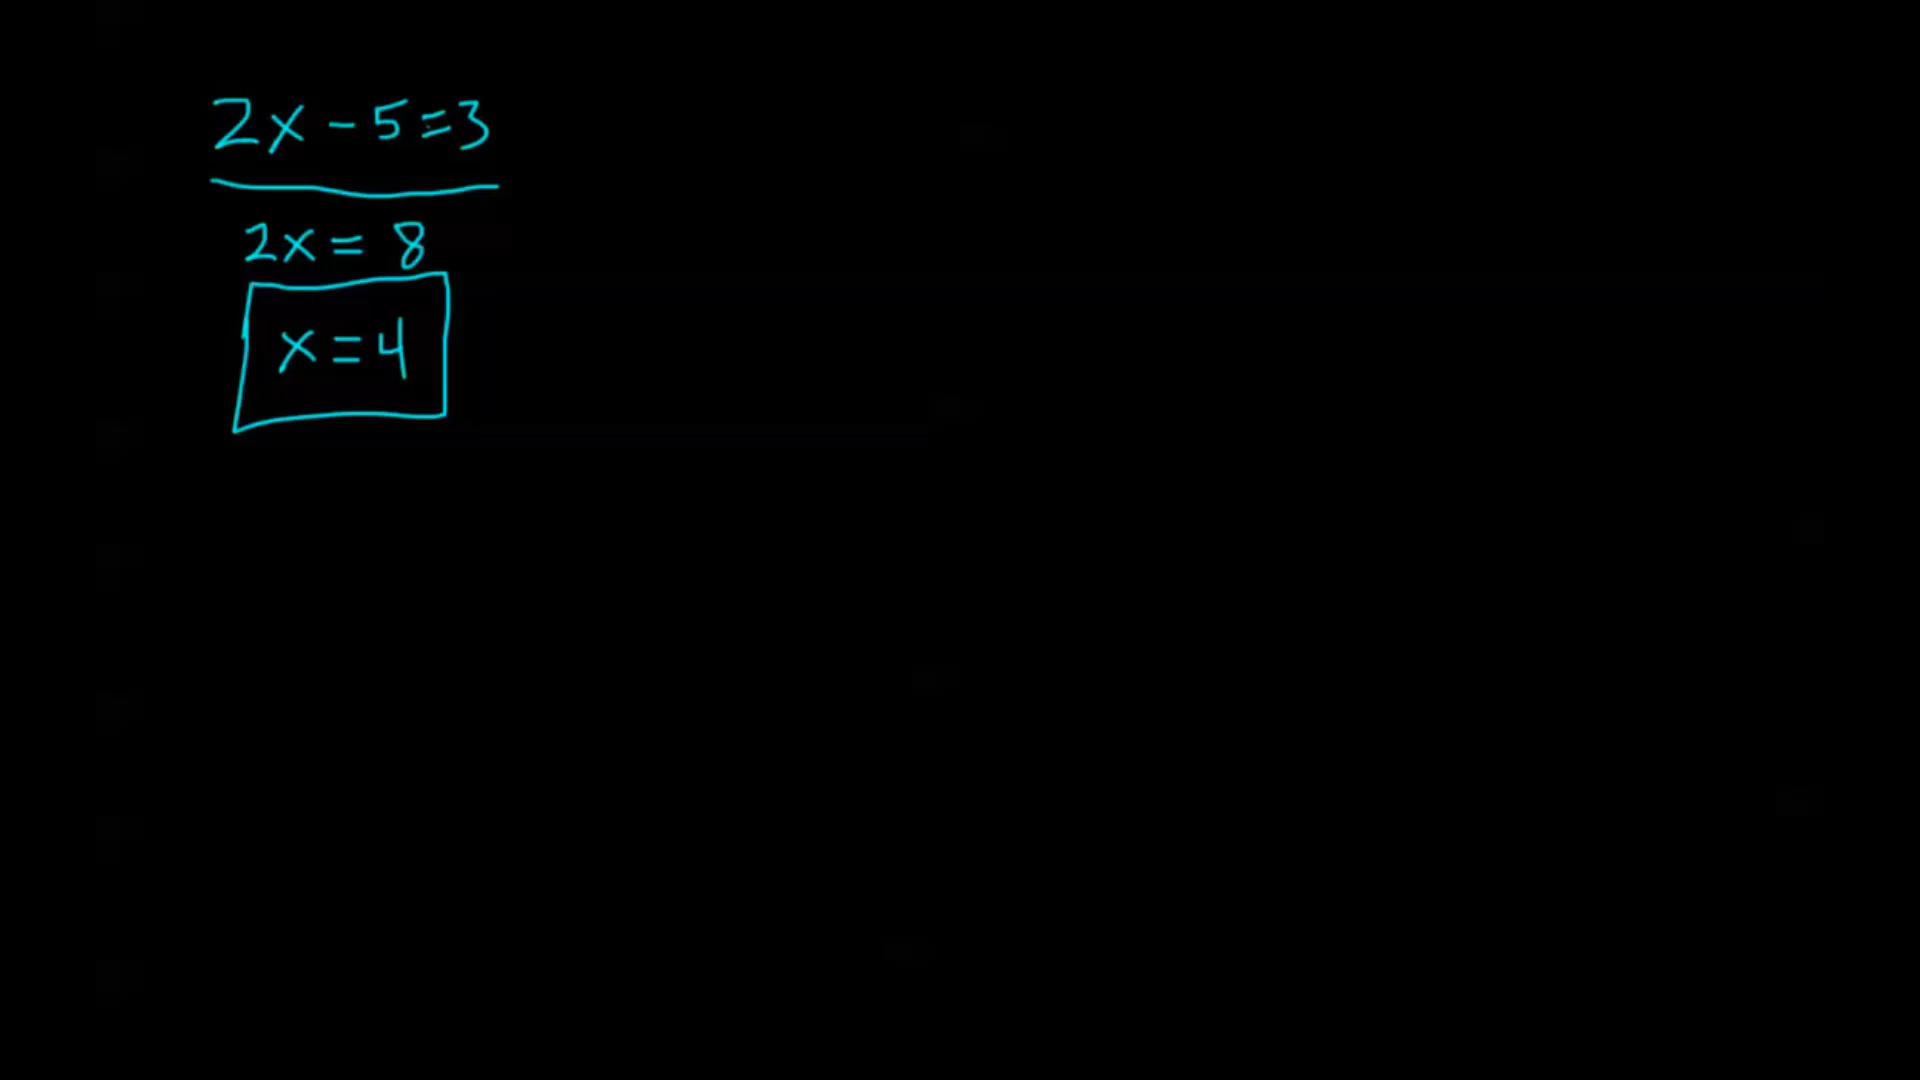 2x - 5 = 3
2x = 8
x = 4